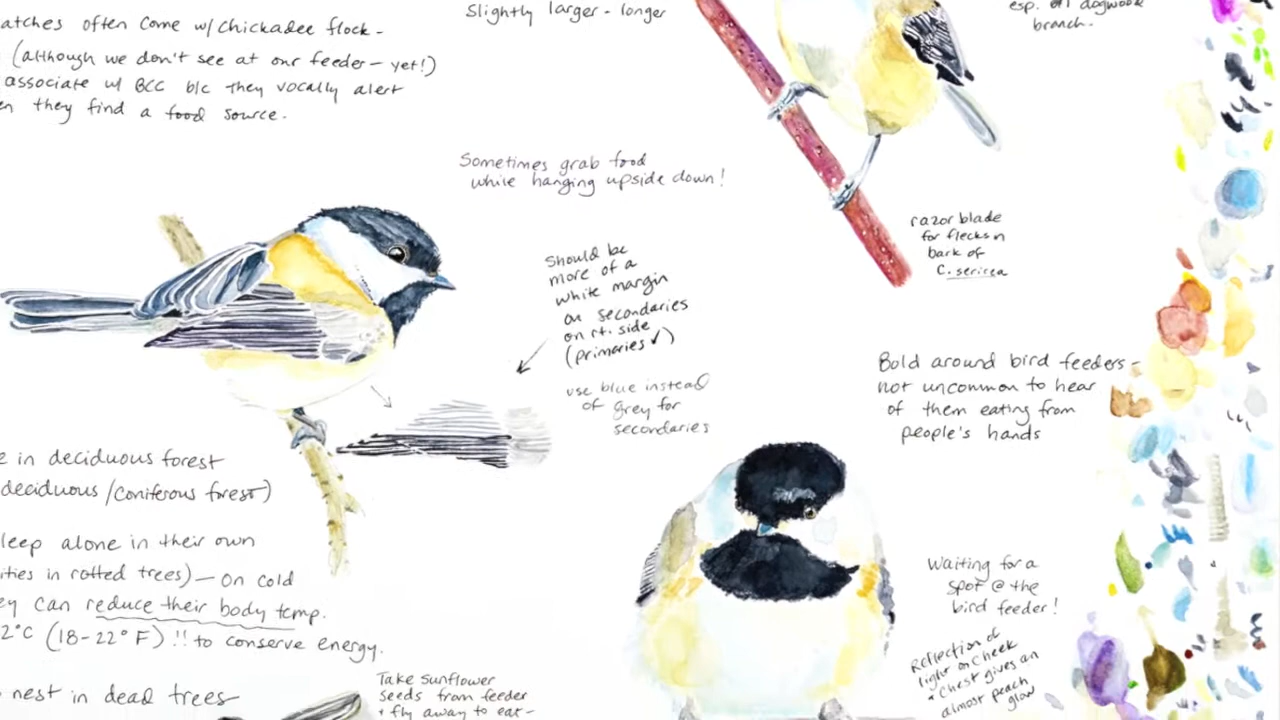 atches often come w/ Chickadee flock -
(although we don't see at our feeder - yet!)
associate w/ BCC b/c they vocally alert
en they find a food source.
Slightly larger - longer
esp. on dogwood
branch.
Sometimes grab food
while hanging upside down!
razor blade
for flecks in
bark of
C. sericea
Should be
more of a
white margin
on secondaries
on rt. side
(primaries ✓)
use blue instead
of grey for
secondaries
Bold around bird feeders -
not uncommon to hear
of them eating from
people's hands
e in deciduous forest
deciduous / coniferous forest)
leep alone in their own
ities in rotted trees) - On cold
ey can reduce their body temp.
2°C (18-22°F) !! to conserve energy.
nest in dead trees
Take sunflower
seeds from feeder
+ fly away to eat -
Waiting for a
spot @ the
bird feeder!
Reflection of
light on cheek
+ chest gives an
almost peach
glow